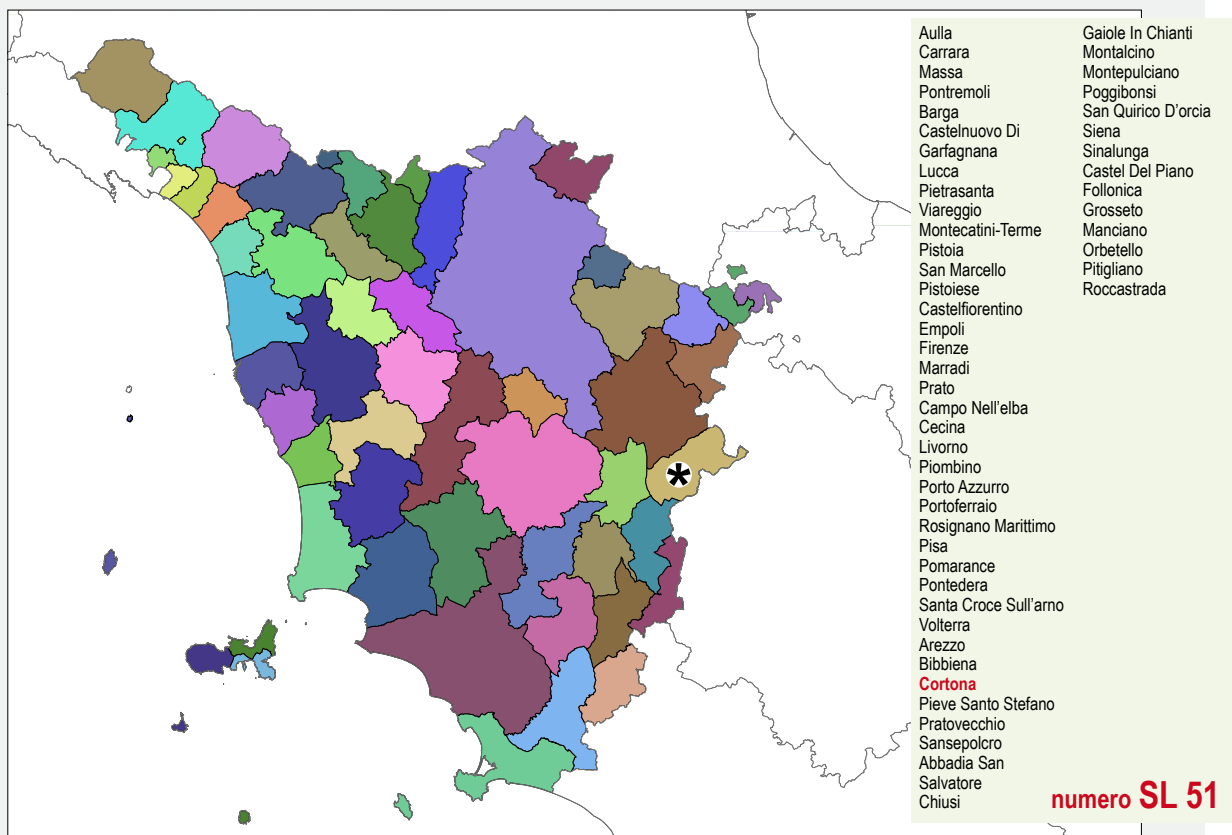 Aulla
Carrara
Massa
Pontremoli
Barga
Castelnuovo Di
Garfagnana
Lucca
Pietrasanta
Viareggio
Montecatini-Terme
Pistoia
San Marcello
Pistoiese
Castelfiorentino
Empoli
Firenze
Marradi
Prato
Campo Nell'elba
Cecina
Livorno
Piombino
Porto Azzurro
Portoferraio
Rosignano Marittimo
Pisa
Pomarance
Pontedera
Santa Croce Sull'arno
Volterra
Arezzo
Bibbiena
Cortona
Pieve Santo Stefano
Pratovecchio
Sansepolcro
Abbadia San
Salvatore
Chiusi
Gaiole In Chianti
Montalcino
Montepulciano
Poggibonsi
San Quirico D'orcia
Siena
Sinalunga
Castel Del Piano
Follonica
Grosseto
Manciano
Orbetello
Pitigliano
Roccastrada
numero SL 51
*